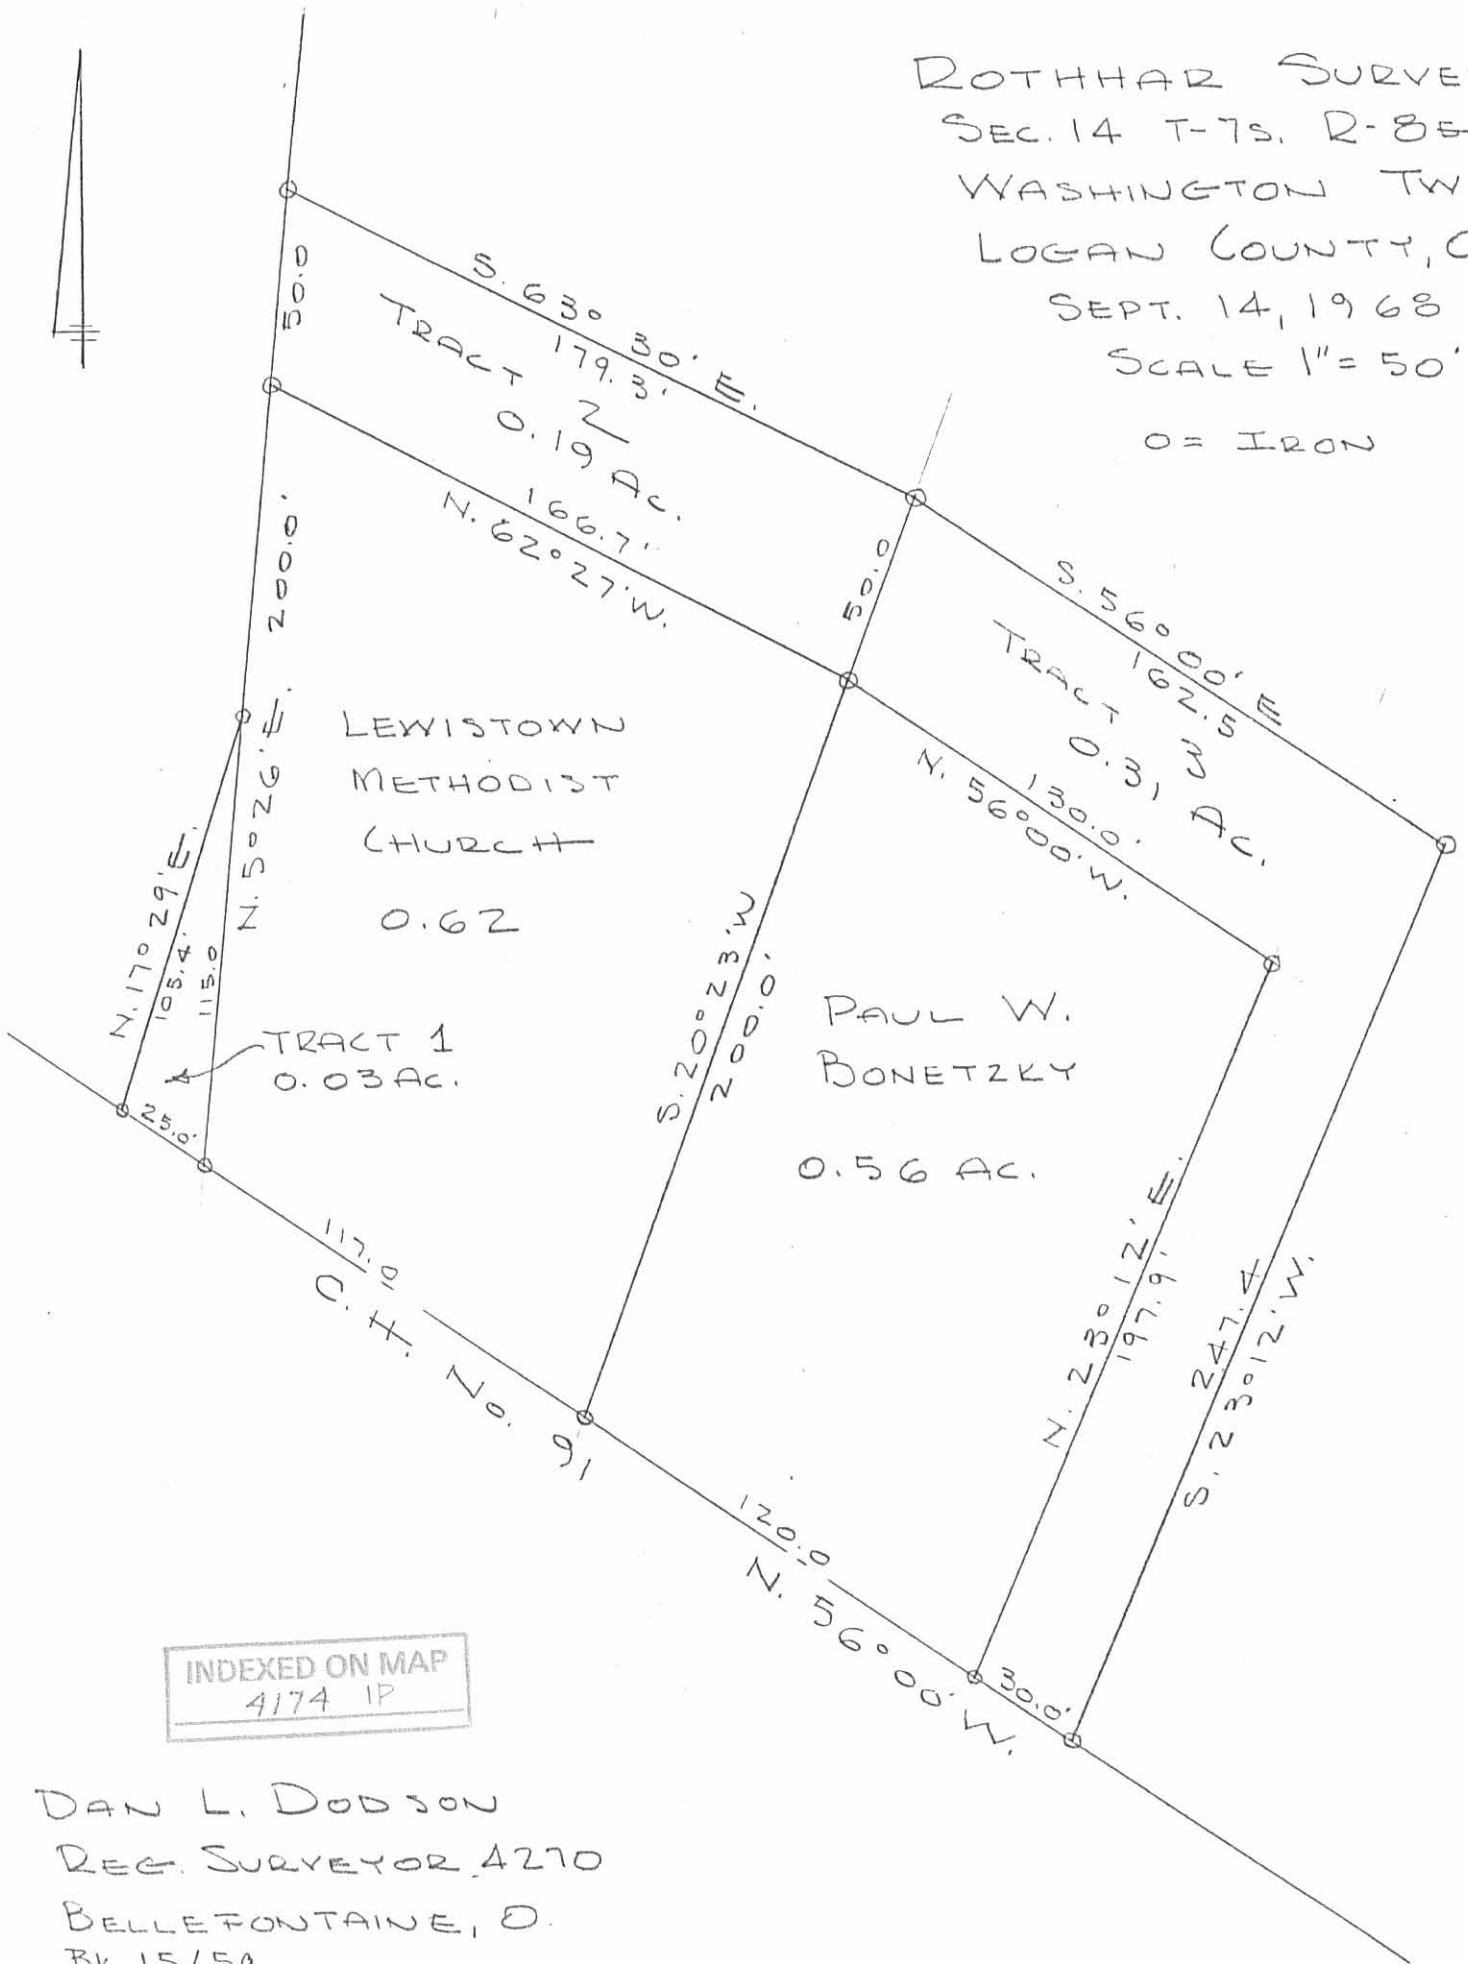 ROTHHAR SURVE
SEC. 14 T-7S. R-8E
WASHINGTON TW
LOGAN COUNTY, O
SEPT. 14, 1968
SCALE 1" = 50'
O = IRON
50.0
S. 63° 30' E.
179.3'
TRACT 2
0.19 AC.
166.7'
N. 62° 27' W.
200.0'
N. 5° 26' E.
50.0
S. 56° 00' E
162.5
TRACT 3
0.31 AC.
130.0'
N. 56° 00' W.
LEWISTOWN
METHODIST
CHURCH
0.62
N. 17° 29' E.
105.4'
115.0
TRACT 1
0.03 AC.
25.0'
S. 20° 23' W
200.0'
PAUL W.
BONETZKY
0.56 AC.
N. 23° 12' E.
197.9'
247.4
S. 23° 12' W.
117.0
C. H. No. 91
120.0
N. 56° 00' W.
30.0'
INDEXED ON MAP
4174 IP
DAN L. DODSON
REG. SURVEYOR 4270
BELLEFONTAINE, O.
BK 15/59